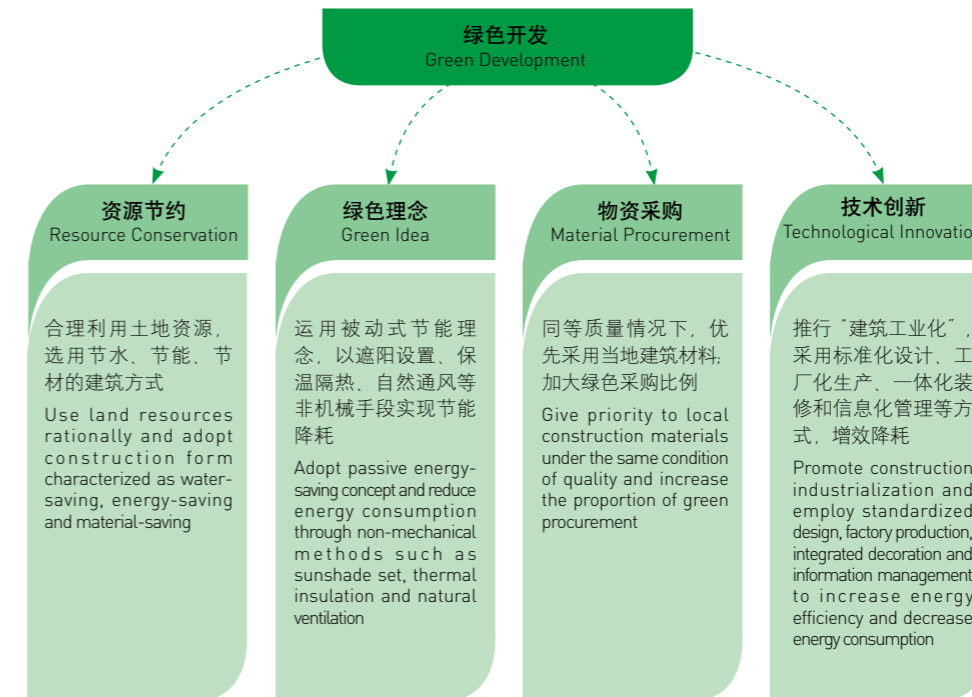 绿色开发
Green Development
资源节约
Resource Conservation
合理利用土地资源，
选用节水、节能、节
材的建筑方式
Use land resources
rationally and adopt
construction form
characterized as water-
saving, energy-saving
and material-saving
绿色理念
Green Idea
运用被动式节能理
念，以遮阳设置、保
温隔热、自然通风等
非机械手段实现节能
降耗
Adopt passive energy-
saving concept and reduce
energy consumption
through non-mechanical
methods such as
sunshade set, thermal
insulation and natural
ventilation
物资采购
Material Procurement
同等质量情况下，优
先采用当地建筑材料;
加大绿色采购比例
Give priority to local
construction materials
under the same condition
of quality and increase
the proportion of green
procurement
技术创新
Technological Innovatio
推行“建筑工业化”，
采用标准化设计、工
厂化生产、一体化装
修和信息化管理等方
式，增效降耗
Promote construction
industrialization and
employ standardized
design, factory production,
integrated decoration and
information management
to increase energy
efficiency and decrease
energy consumption